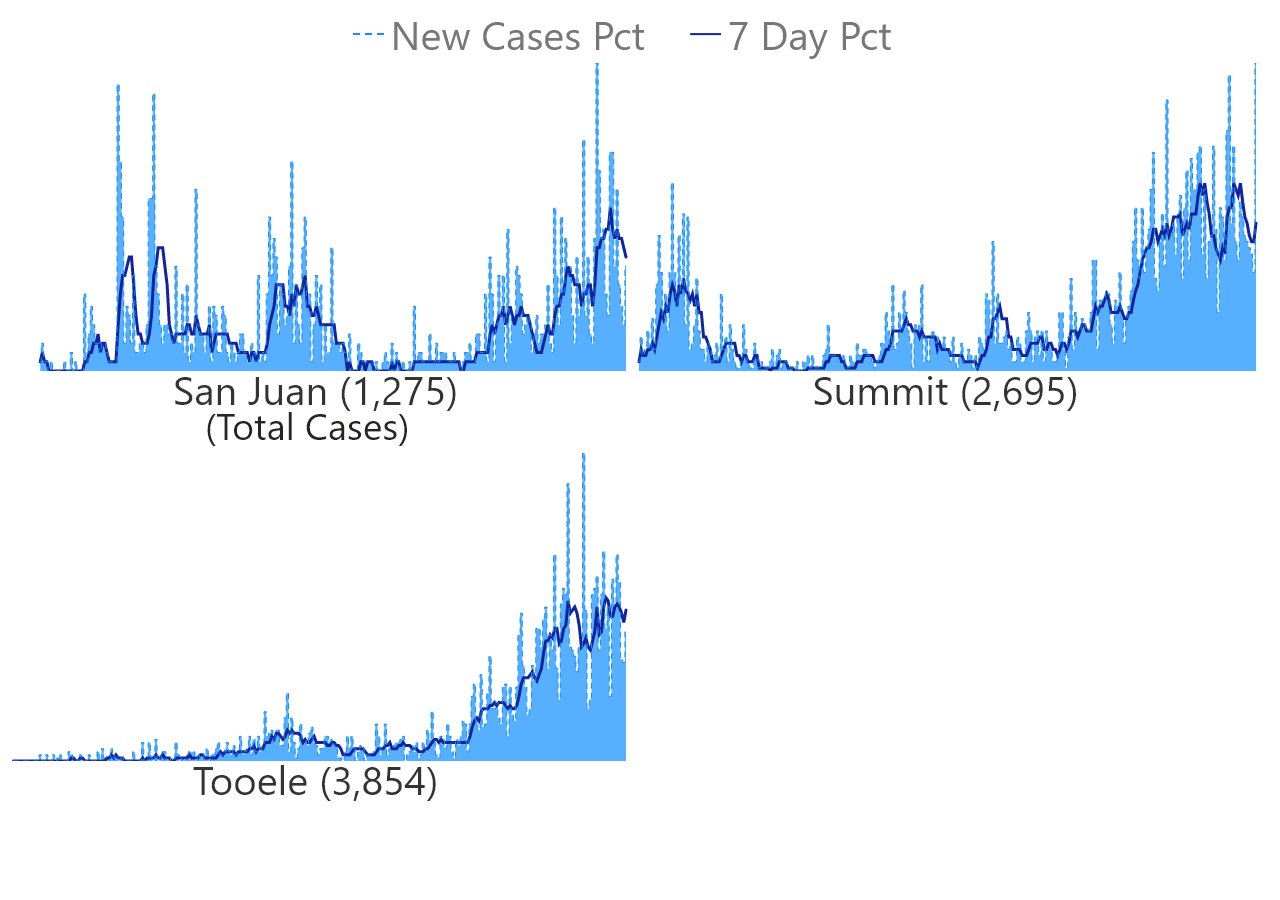 New Cases Pct 7 Day Pct
San Juan (1,275) Summit (2,695)
(Total Cases)
Tooele (3,854)